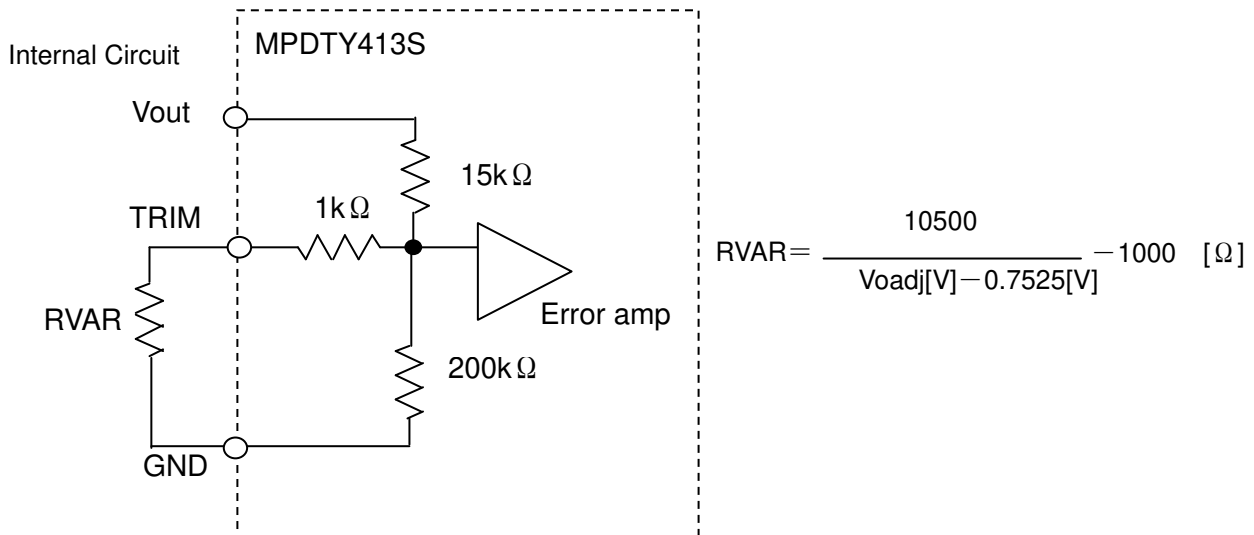 Internal Circuit
MPDTY413S
Vout
15kΩ
TRIM
1kΩ
RVAR
Error amp
200kΩ
GND
10500
RVAR＝ －1000 [Ω]
Voadj[V]－0.7525[V]